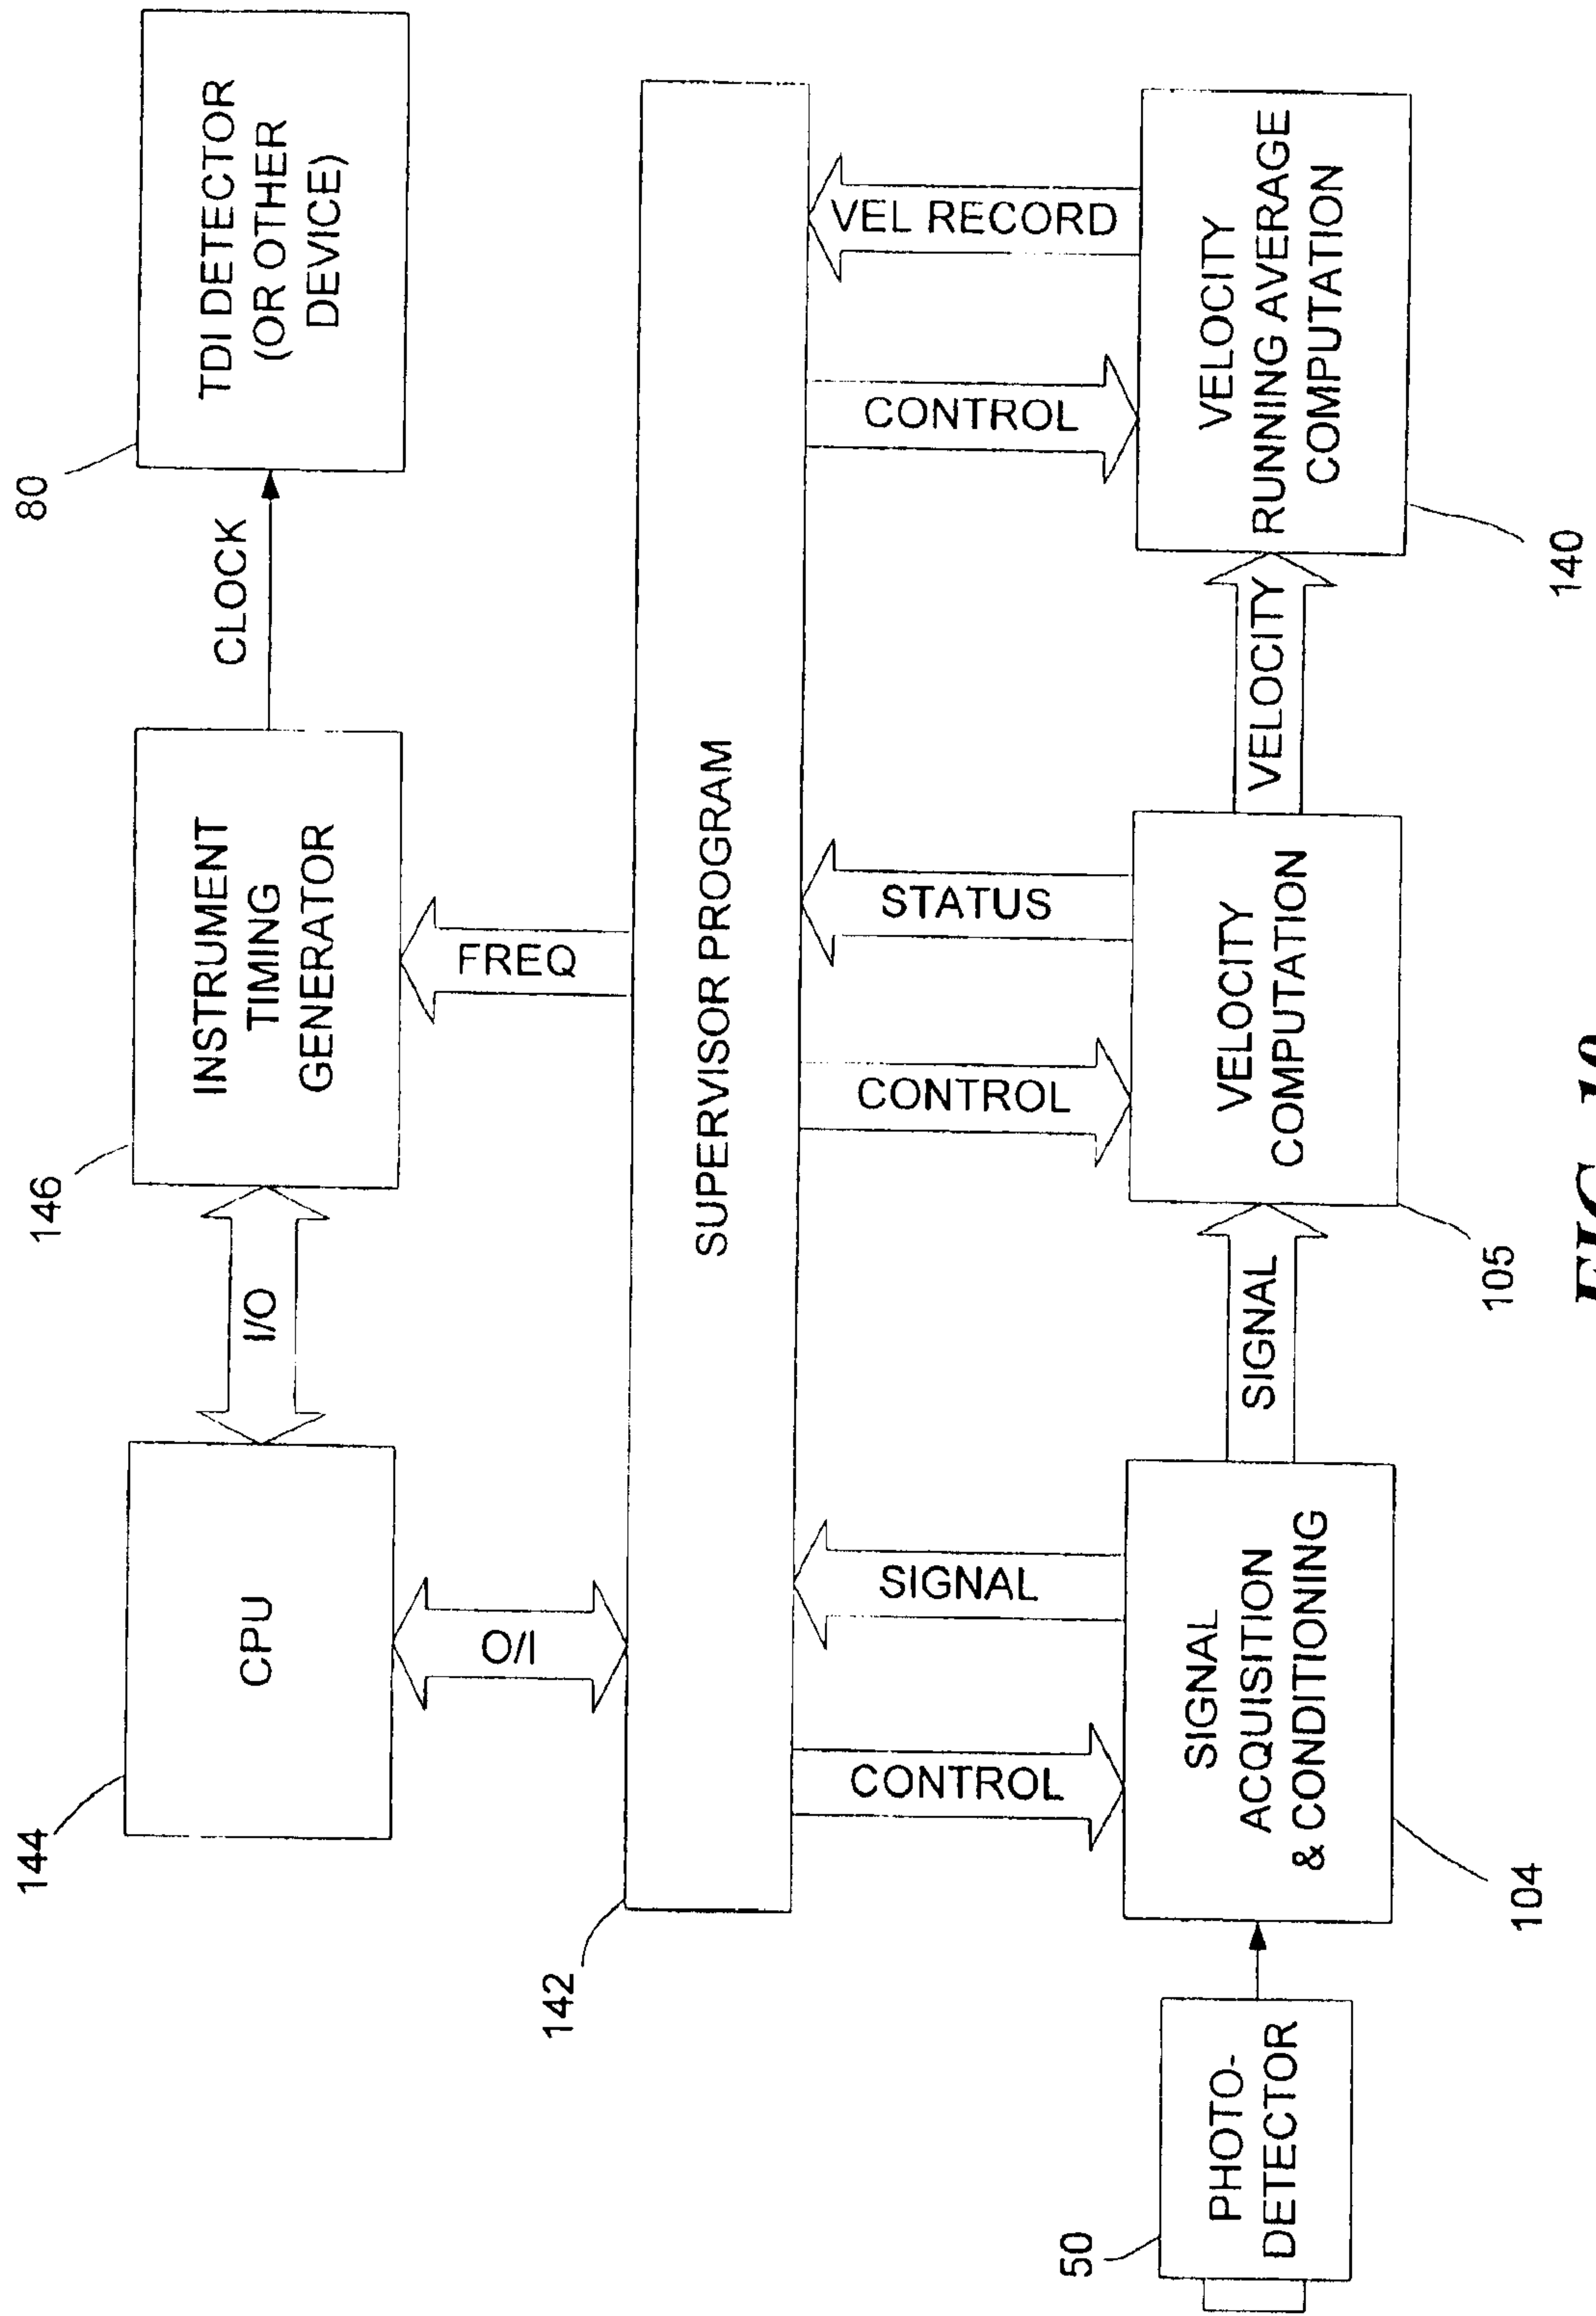 144
CPU
I/O
146
INSTRUMENT
TIMING
GENERATOR
CLOCK
80
TDI DETECTOR
(OR OTHER
DEVICE)
O/I
FREQ
142
SUPERVISOR PROGRAM
CONTROL
SIGNAL
CONTROL
STATUS
CONTROL
VEL RECORD
50
PHOTO-
DETECTOR
SIGNAL
ACQUISITION
& CONDITIONING
104
SIGNAL
VELOCITY
COMPUTATION
105
VELOCITY
VELOCITY
RUNNING AVERAGE
COMPUTATION
140
FIG.